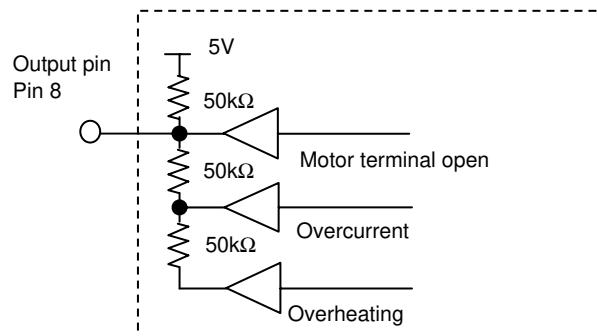 5V
Output pin
Pin 8
50kΩ
Motor terminal open
50kΩ
Overcurrent
50kΩ
Overheating